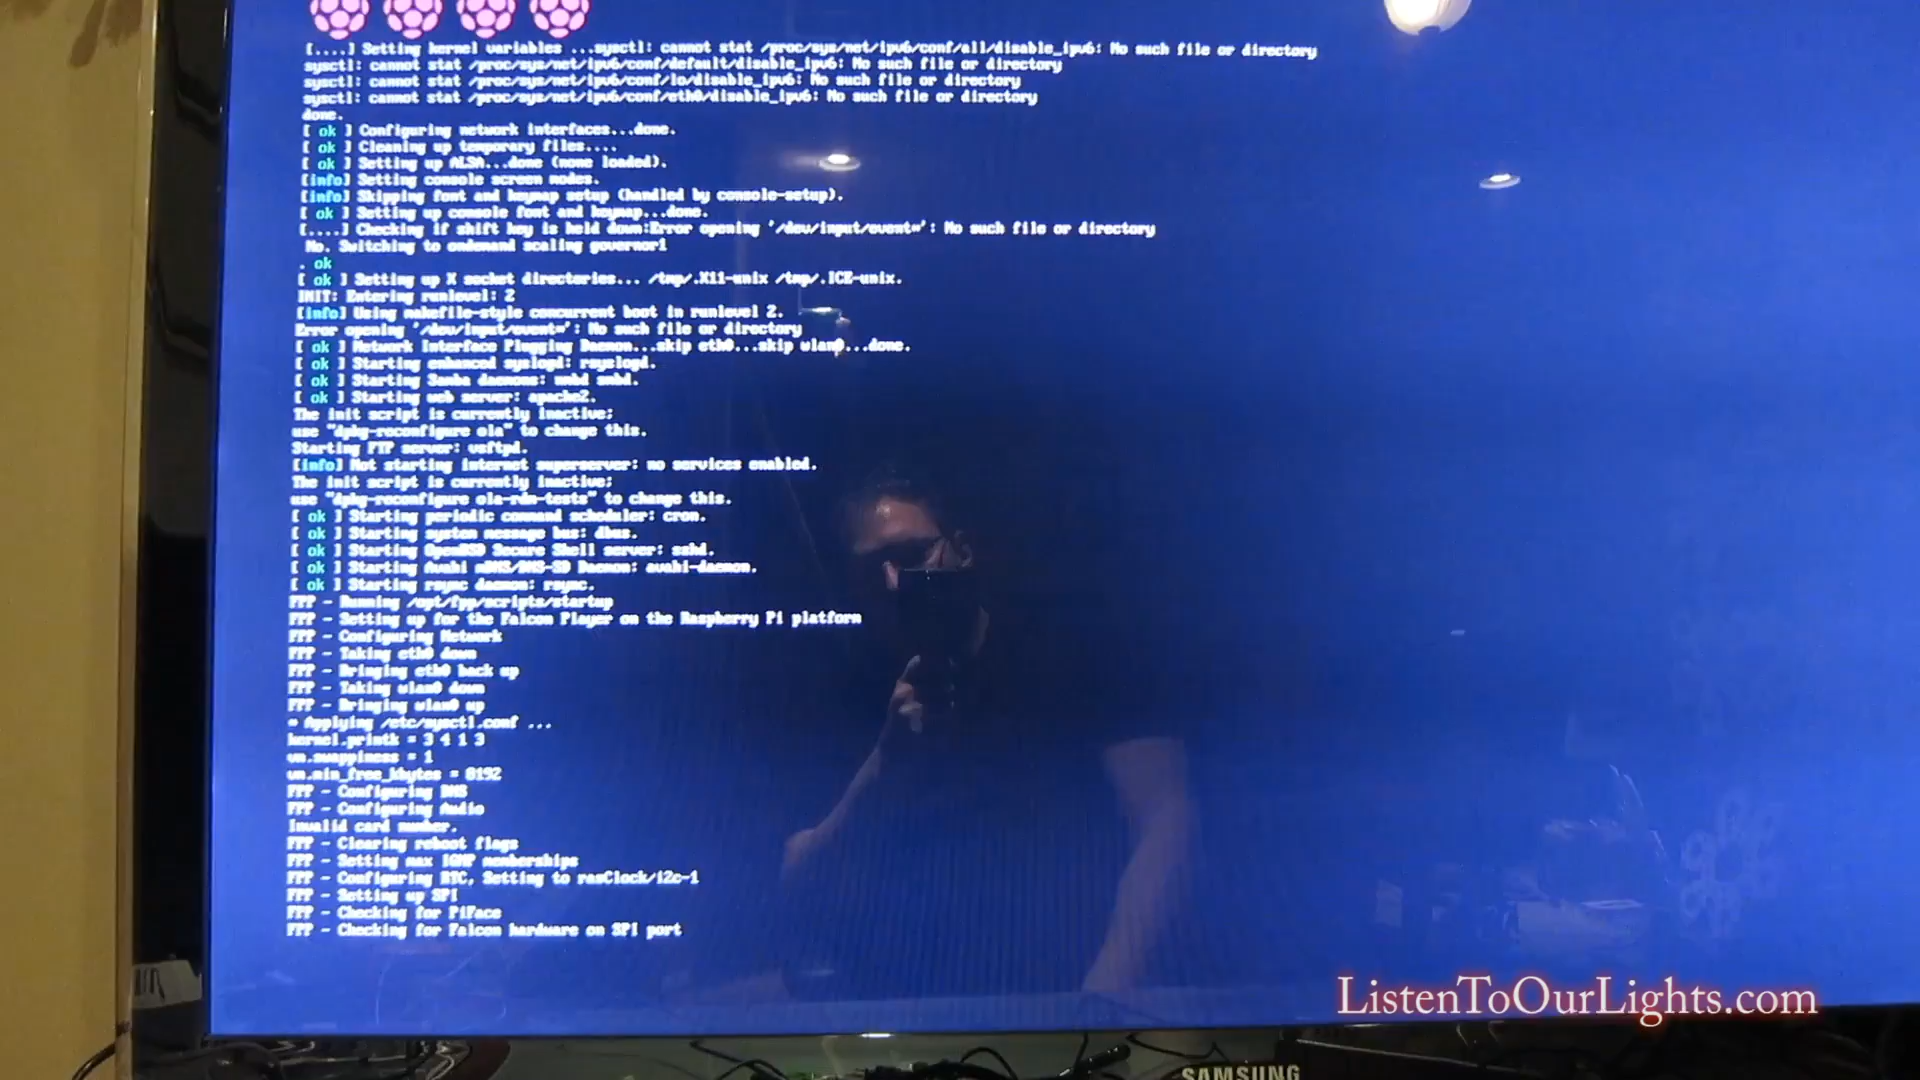 [....] Setting kernel variables ...sysctl: cannot stat /proc/sys/net/ipv6/conf/all/disable_ipv6: No such file or directory
sysctl: cannot stat /proc/sys/net/ipv6/conf/default/disable_ipv6: No such file or directory
sysctl: cannot stat /proc/sys/net/ipv6/conf/lo/disable_ipv6: No such file or directory
sysctl: cannot stat /proc/sys/net/ipv6/conf/eth0/disable_ipv6: No such file or directory
done.
[ ok ] Configuring network interfaces...done.
[ ok ] Cleaning up temporary files....
[ ok ] Setting up ALSA...done (none loaded).
[info] Setting console screen modes.
[info] Skipping font and keymap setup (handled by console-setup).
[ ok ] Setting up console font and keymap...done.
[....] Checking if shift key is held down:Error opening '/dev/input/event*': No such file or directory
No. Switching to ondemand scaling governor1
. ok
[ ok ] Setting up X socket directories... /tmp/.X11-unix /tmp/.ICE-unix.
INIT: Entering runlevel: 2
[info] Using makefile-style concurrent boot in runlevel 2.
Error opening '/dev/input/event*': No such file or directory
[ ok ] Network Interface Plugging Daemon...skip eth0...skip wlan0...done.
[ ok ] Starting enhanced syslogd: rsyslogd.
[ ok ] Starting Samba daemons: nmbd smbd.
[ ok ] Starting web server: apache2.
The init script is currently inactive;
use "dpkg-reconfigure ola" to change this.
Starting FTP server: vsftpd.
[info] Not starting internet superserver: no services enabled.
The init script is currently inactive;
use "dpkg-reconfigure ola-rdm-tests" to change this.
[ ok ] Starting periodic command scheduler: cron.
[ ok ] Starting system message bus: dbus.
[ ok ] Starting OpenBSD Secure Shell server: sshd.
[ ok ] Starting Avahi mDNS/DNS-SD Daemon: avahi-daemon.
[ ok ] Starting rsync daemon: rsync.
FPP - Running /opt/fpp/scripts/startup
FPP - Setting up for the Falcon Player on the Raspberry Pi platform
FPP - Configuring Network
FPP - Taking eth0 down
FPP - Bringing eth0 back up
FPP - Taking wlan0 down
FPP - Bringing wlan0 up
* Applying /etc/sysctl.conf ...
kernel.printk = 3 4 1 3
vm.swappiness = 1
vm.min_free_kbytes = 8192
FPP - Configuring DNS
FPP - Configuring Audio
Invalid card number.
FPP - Clearing reboot flags
FPP - Setting max IGMP memberships
FPP - Configuring RTC, Setting to rasClock/i2c-1
FPP - Setting up SPI
FPP - Checking for PiFace
FPP - Checking for Falcon hardware on SPI port
ListenToOurLights.com
SAMSUNG